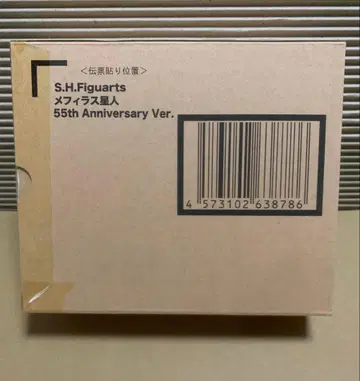 ＜伝票貼り位置＞
S.H.Figuarts
メフィラス星人
55th Anniversary Ver.
4 573102 638786